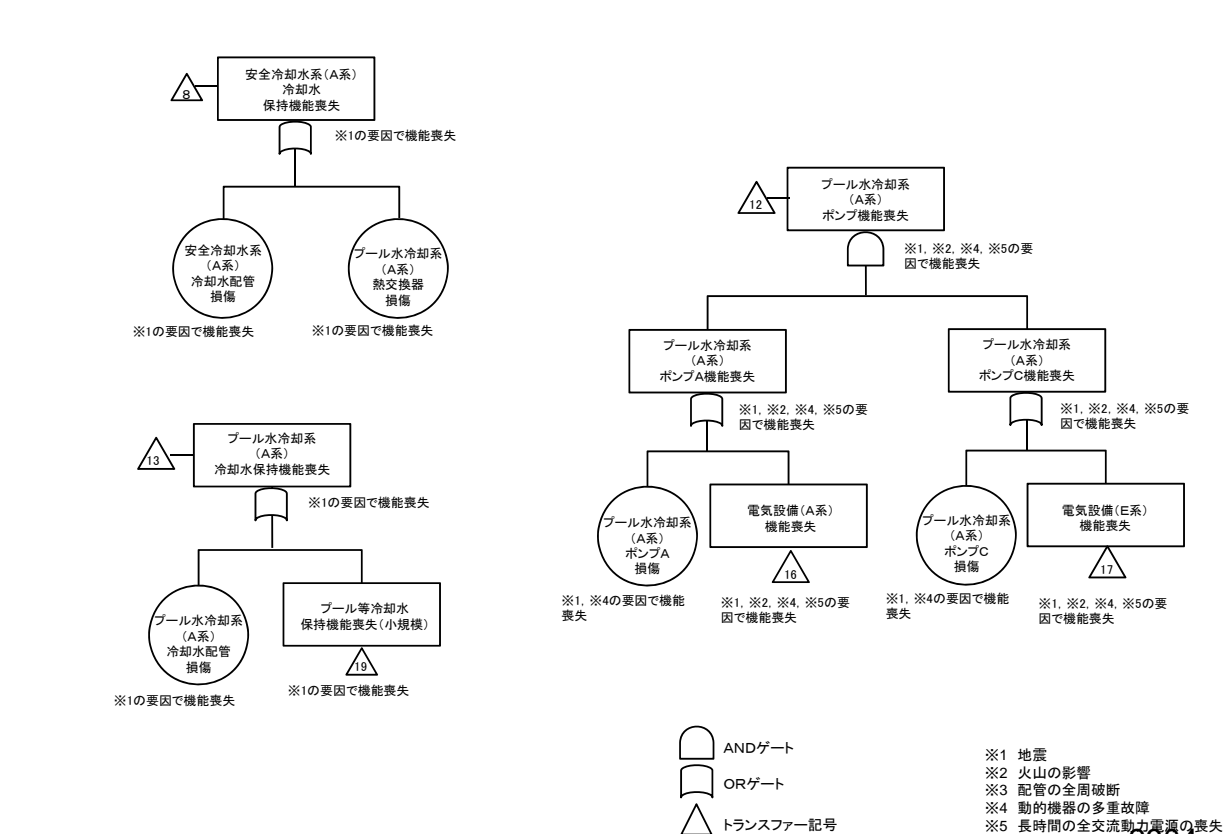 安全冷却水系(A系)
冷却水
保持機能喪失
8
※1の要因で機能喪失
安全冷却水系
(A系)
冷却水配管
損傷
※1の要因で機能喪失
プール水冷却系
(A系)
熱交換器
損傷
※1の要因で機能喪失
プール水冷却系
(A系)
冷却水保持機能喪失
13
※1の要因で機能喪失
プール水冷却系
(A系)
冷却水配管
損傷
※1の要因で機能喪失
プール等冷却水
保持機能喪失(小規模)
19
※1の要因で機能喪失
プール水冷却系
(A系)
ポンプ機能喪失
12
※1, ※2, ※4, ※5の要
因で機能喪失
プール水冷却系
(A系)
ポンプA機能喪失
※1, ※2, ※4, ※5の要
因で機能喪失
プール水冷却系
(A系)
ポンプC機能喪失
※1, ※2, ※4, ※5の要
因で機能喪失
プール水冷却系
(A系)
ポンプA
損傷
※1, ※4の要因で機能
喪失
電気設備(A系)
機能喪失
16
※1, ※2, ※4, ※5の要
因で機能喪失
プール水冷却系
(A系)
ポンプC
損傷
※1, ※4の要因で機能
喪失
電気設備(E系)
機能喪失
17
※1, ※2, ※4, ※5の要
因で機能喪失
ANDゲート
ORゲート
トランスファー記号
※1 地震
※2 火山の影響
※3 配管の全周破断
※4 動的機器の多重故障
※5 長時間の全交流動力電源の喪失